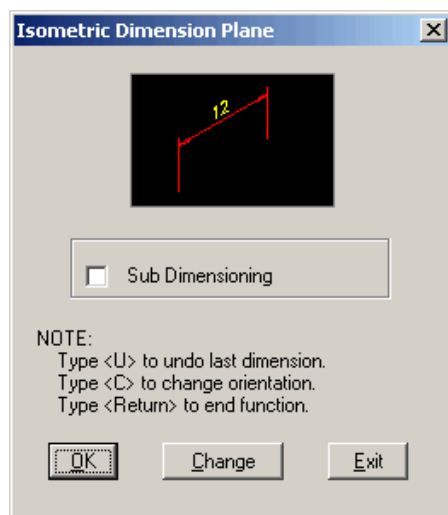 Isometric Dimension Plane
12
Sub Dimensioning
NOTE:
Type <U> to undo last dimension.
Type <C> to change orientation.
Type <Return> to end function.
OK Change Exit